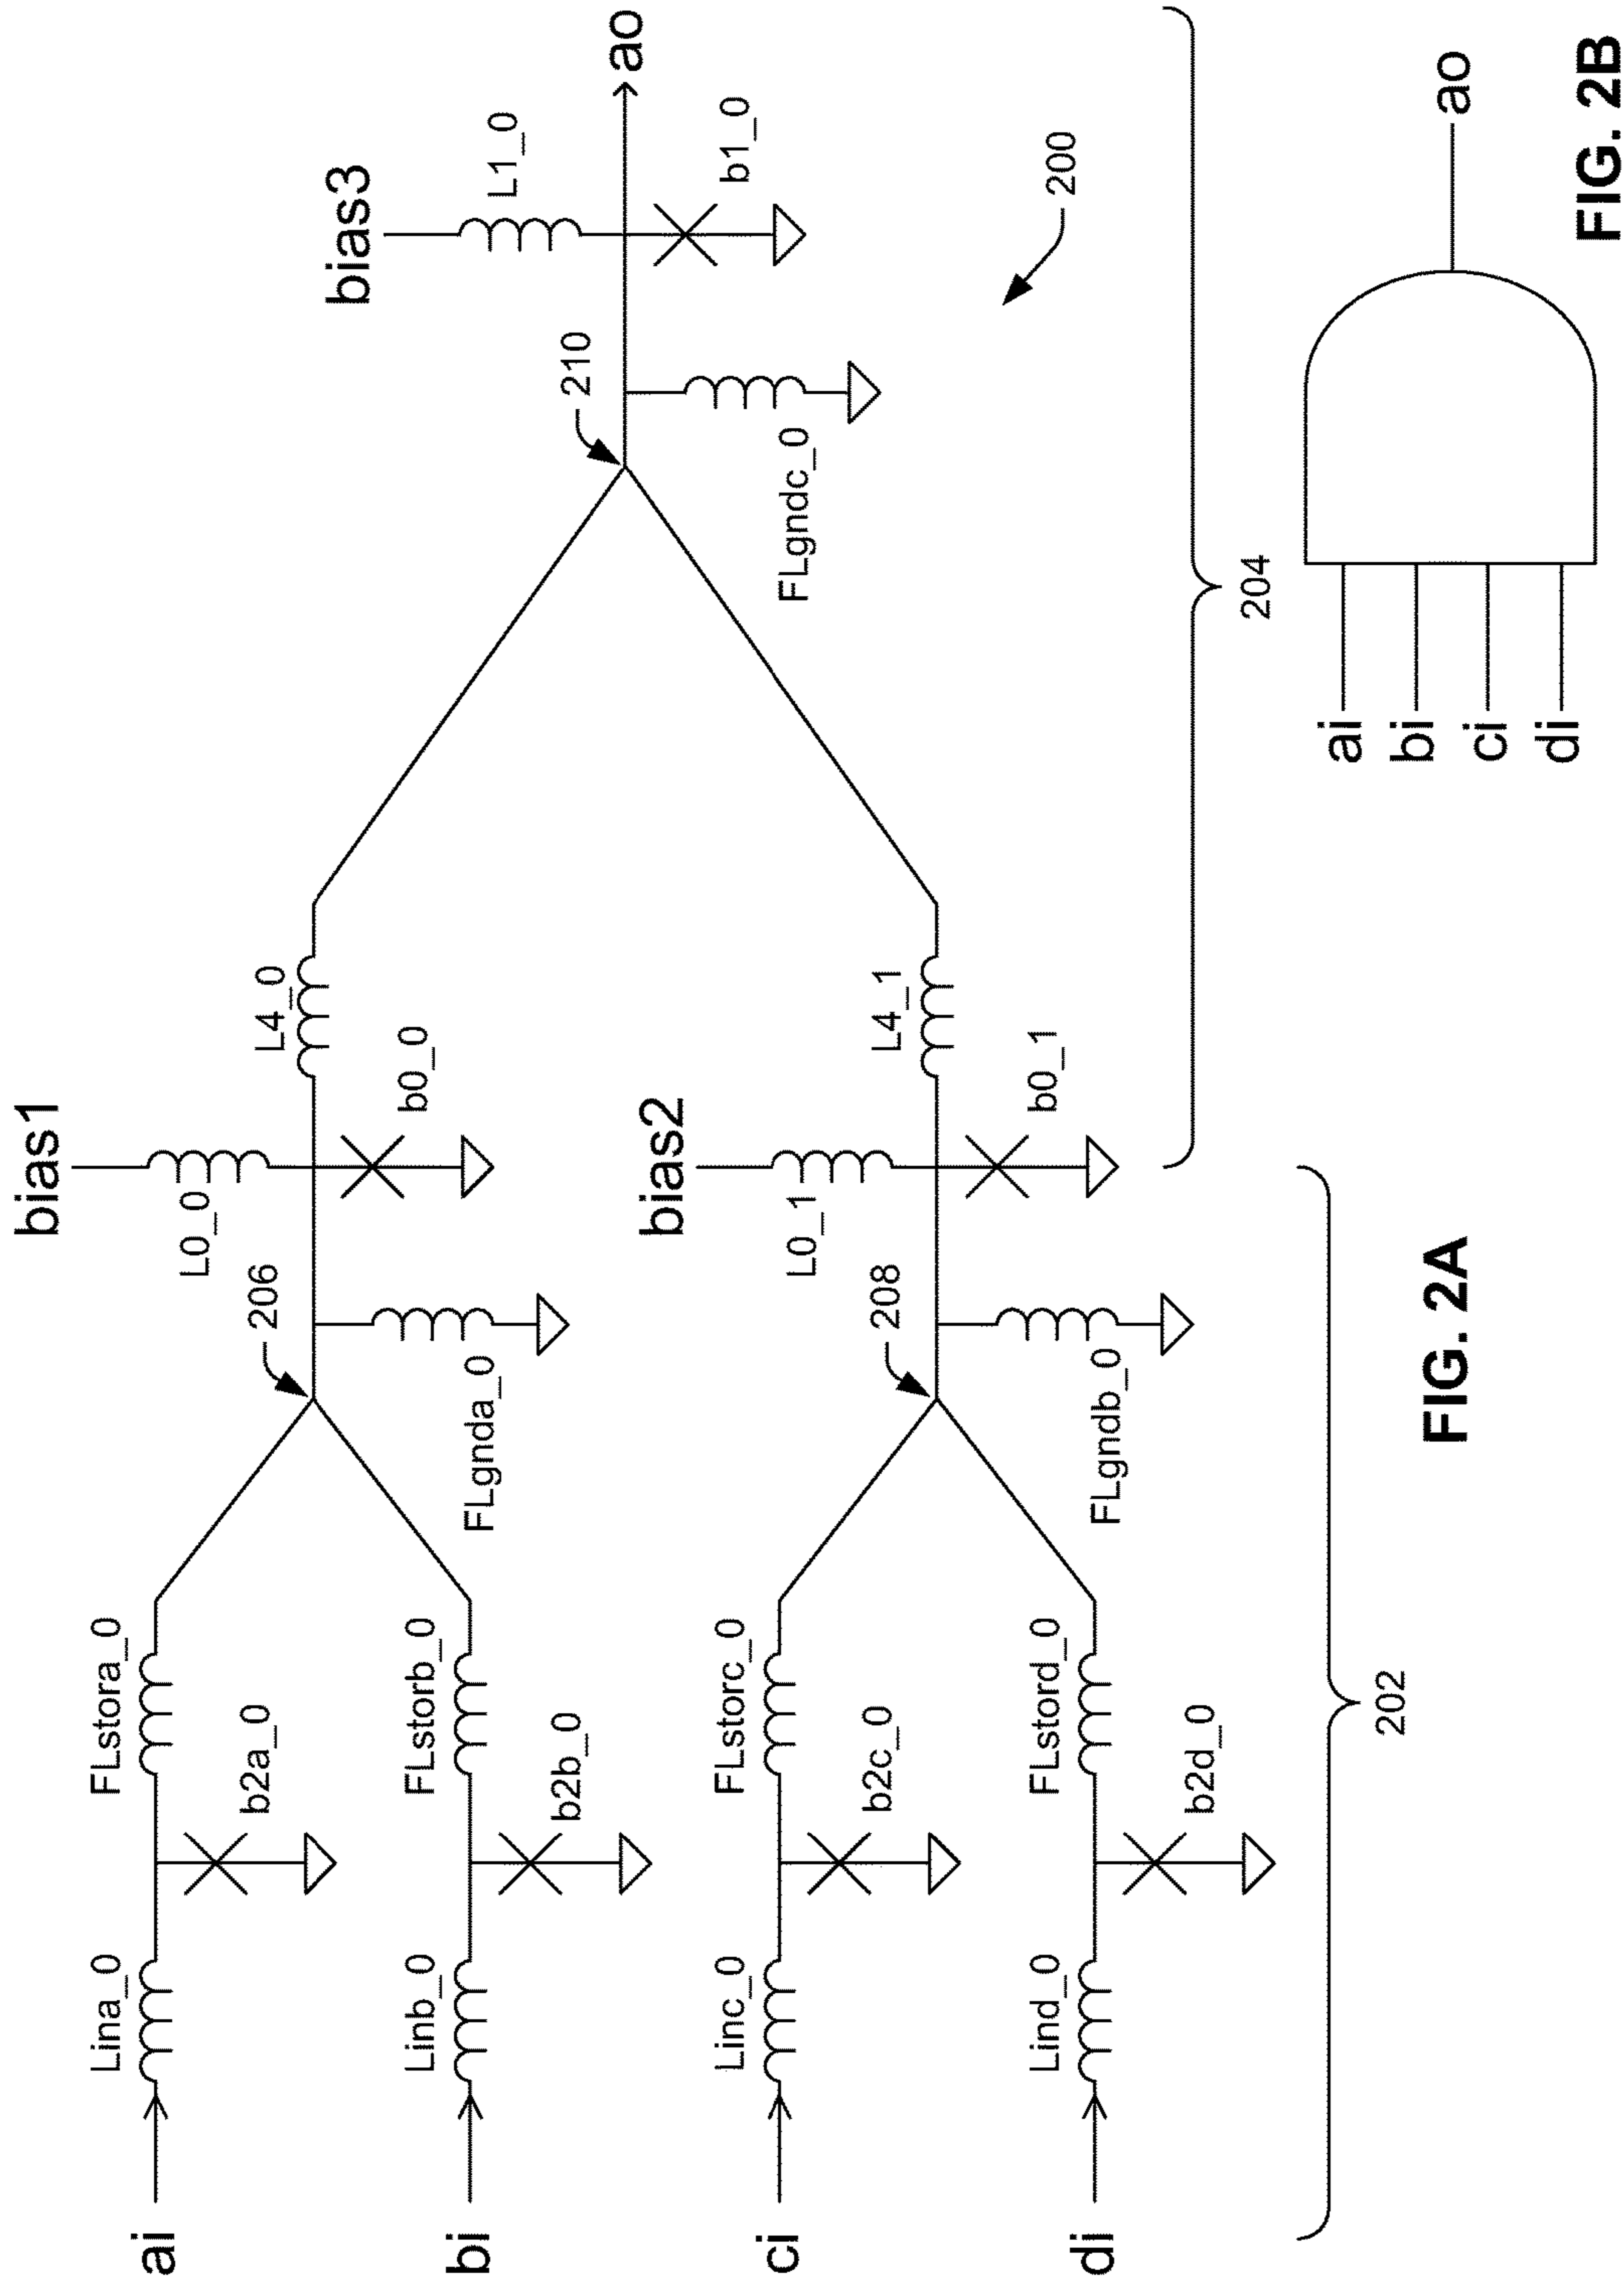 bias1
L0_0
ai
Lina_0
FLstora_0
b2a_0
206
L4_0
b0_0
bi
Linb_0
FLstorb_0
b2b_0
FLgnda_0
bias2
L0_1
ci
Linc_0
FLstorc_0
b2c_0
208
L4_1
b0_1
di
Lind_0
FLstord_0
b2d_0
FLgndb_0
bias3
L1_0
210
ao
b1_0
FLgndc_0
200
202
204
FIG. 2A
ai
bi
ci
di
ao
FIG. 2B